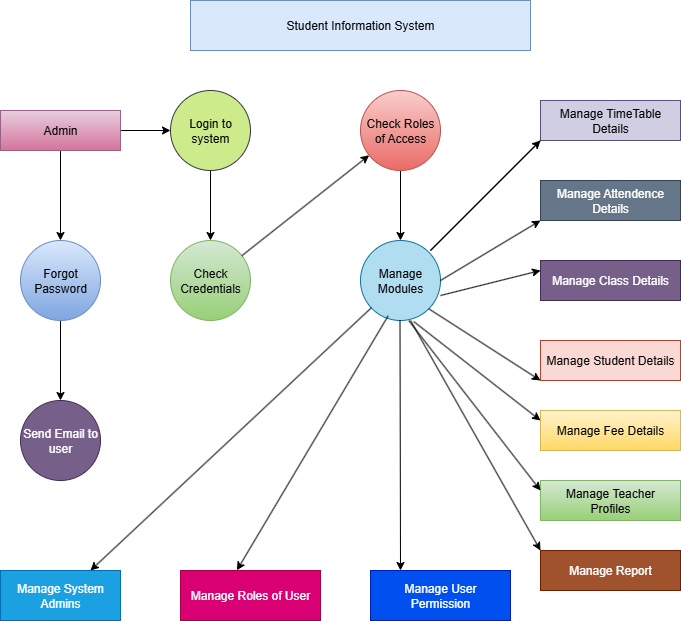 Student Information System
Admin
Login to
system
Check Roles
of Access
Manage TimeTable
Details
Manage Attendence
Details
Forgot
Password
Check
Credentials
Manage
Modules
Manage Class Details
Manage Student Details
Manage Fee Details
Send Email to
user
Manage Teacher
Profiles
Manage Report
Manage System
Admins
Manage Roles of User
Manage User
Permission